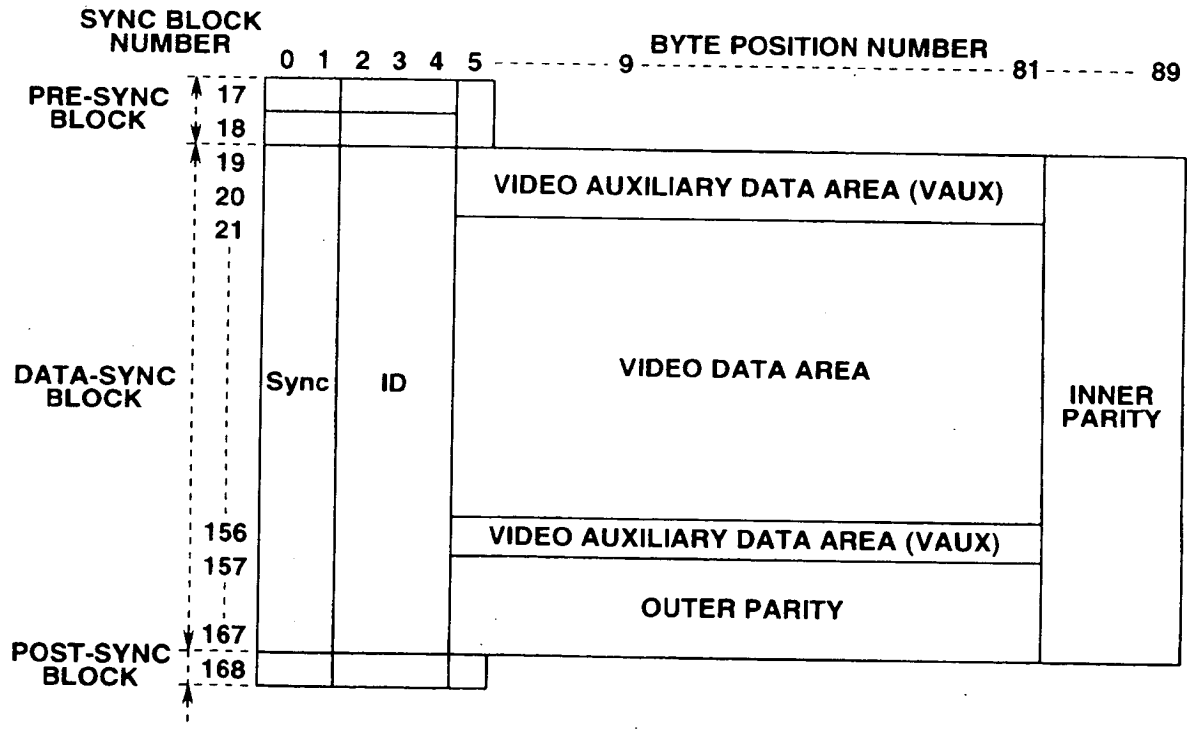 SYNC BLOCK
NUMBER
BYTE POSITION NUMBER
0 1 2 3 4 5 9 81 89
PRE-SYNC
BLOCK
17
18
DATA-SYNC
BLOCK
19
20
21
156
157
167
Sync
ID
VIDEO AUXILIARY DATA AREA (VAUX)
VIDEO DATA AREA
VIDEO AUXILIARY DATA AREA (VAUX)
OUTER PARITY
INNER
PARITY
POST-SYNC
BLOCK
168